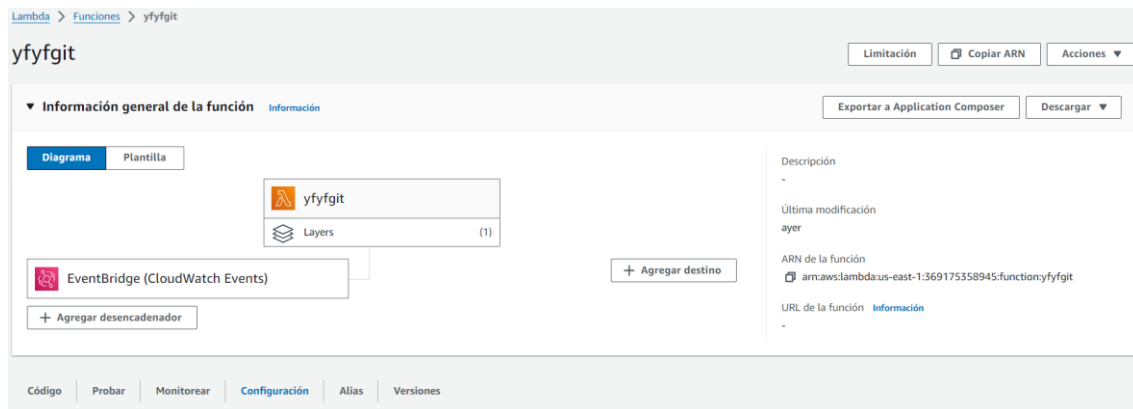 Lambda > Funciones > yfyfgit
yfyfgit
Limitación
Copiar ARN
Acciones ▼
▼ Información general de la función Información
Exportar a Application Composer
Descargar ▼
Diagrama
Plantilla
yfyfgit
Layers (1)
EventBridge (CloudWatch Events)
+ Agregar desencadenador
+ Agregar destino
Descripción
-
Última modificación
ayer
ARN de la función
arn:aws:lambda:us-east-1:369175358945:function:yfyfgit
URL de la función Información
-
Código Probar Monitorear Configuración Alias Versiones